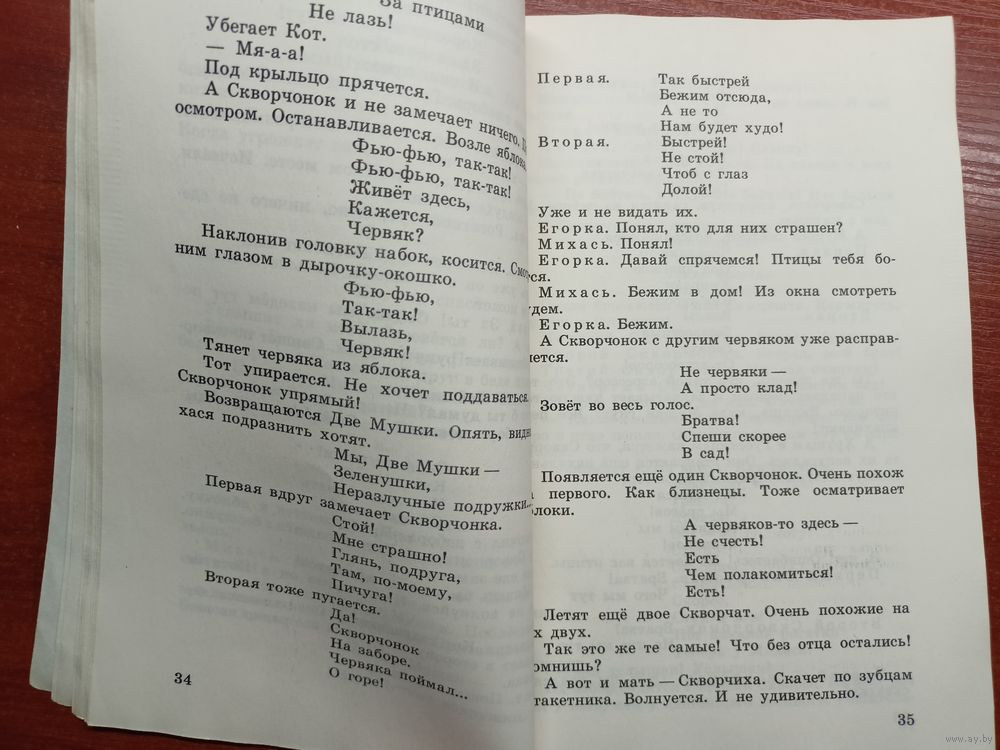 За птицами
Не лазь!
Убегает Кот.
— Мя-а-а!
Под крыльцо прячется.
А Скворчонок и не замечает ничего.
осмотром. Останавливается. Возле яблока.
Фью-фью, так-так!
Фью-фью, так-так!
Живёт здесь,
Кажется,
Червяк?
Наклонив головку набок, косится.
ним глазом в дырочку-окошко.
Фью-фью,
Так-так!
Вылазь,
Червяк!
Тянет червяка из яблока.
Тот упирается. Не хочет поддаваться.
Скворчонок упрямый!
Возвращаются Две Мушки. Опять,
хася подразнить хотят.
Мы, Две Мушки —
Зеленушки,
Неразлучные подружки...
Первая вдруг замечает Скворчонка.
Стой!
Мне страшно!
Глянь, подруга,
Там, по-моему,
Пичуга!
Вторая тоже пугается.
Да!
Скворчонок
На заборе.
Червяка поймал...
О горе!
34
Первая. Так быстрей
Бежим отсюда,
А не то
Нам будет худо!
Вторая. Быстрей!
Не стой!
Чтоб с глаз
Долой!
Уже и не видать их.
Егорка. Понял, кто для них страшен?
Михась. Понял!
Егорка. Давай спрячемся! Птицы тебя бо-
тся.
Михась. Бежим в дом! Из окна смотреть
удем.
Егорка. Бежим.
А Скворчонок с другим червяком уже расправ-
яется.
Не червяки —
А просто клад!
Зовёт во весь голос.
Братва!
Спеши скорее
В сад!
Появляется ещё один Скворчонок. Очень похож
а первого. Как близнецы. Тоже осматривает
блоки.
А червяков-то здесь —
Не счесть!
Есть
Чем полакомиться!
Есть!
Летят ещё двое Скворчат. Очень похожие на
х двух.
Так это же те самые! Что без отца остались!
омнишь?
А вот и мать — Скворчиха. Скачет по зубцам
такетника. Волнуется. И не удивительно.
35
www.ay.by